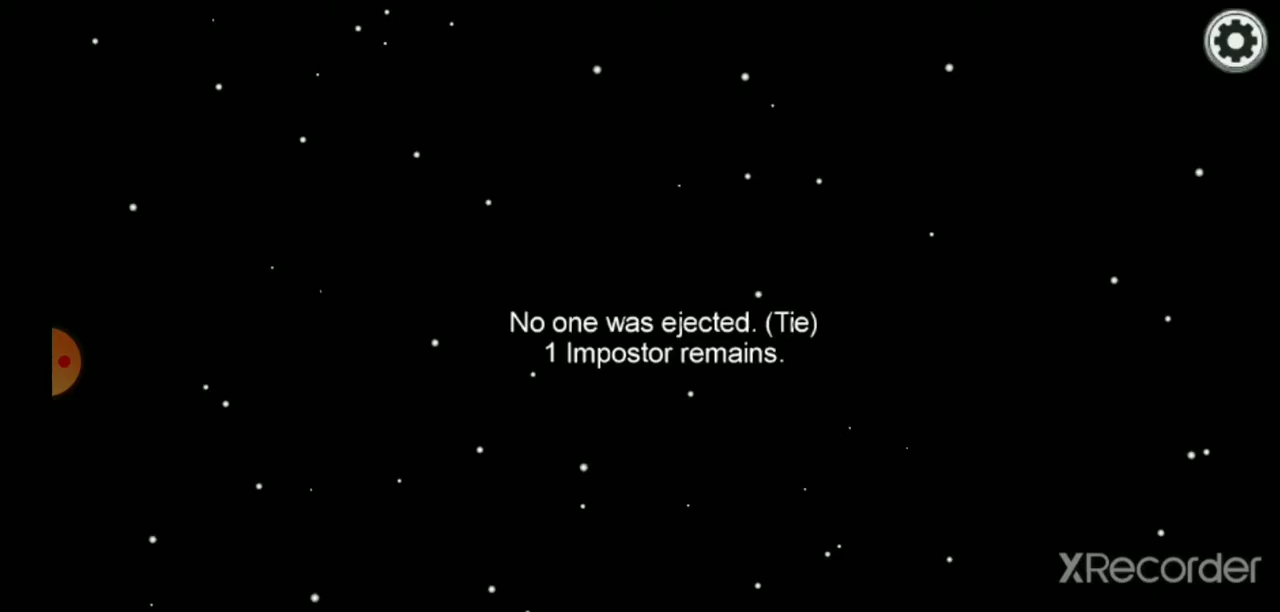 No one was ejected. (Tie)
1 Impostor remains.
XRecorder